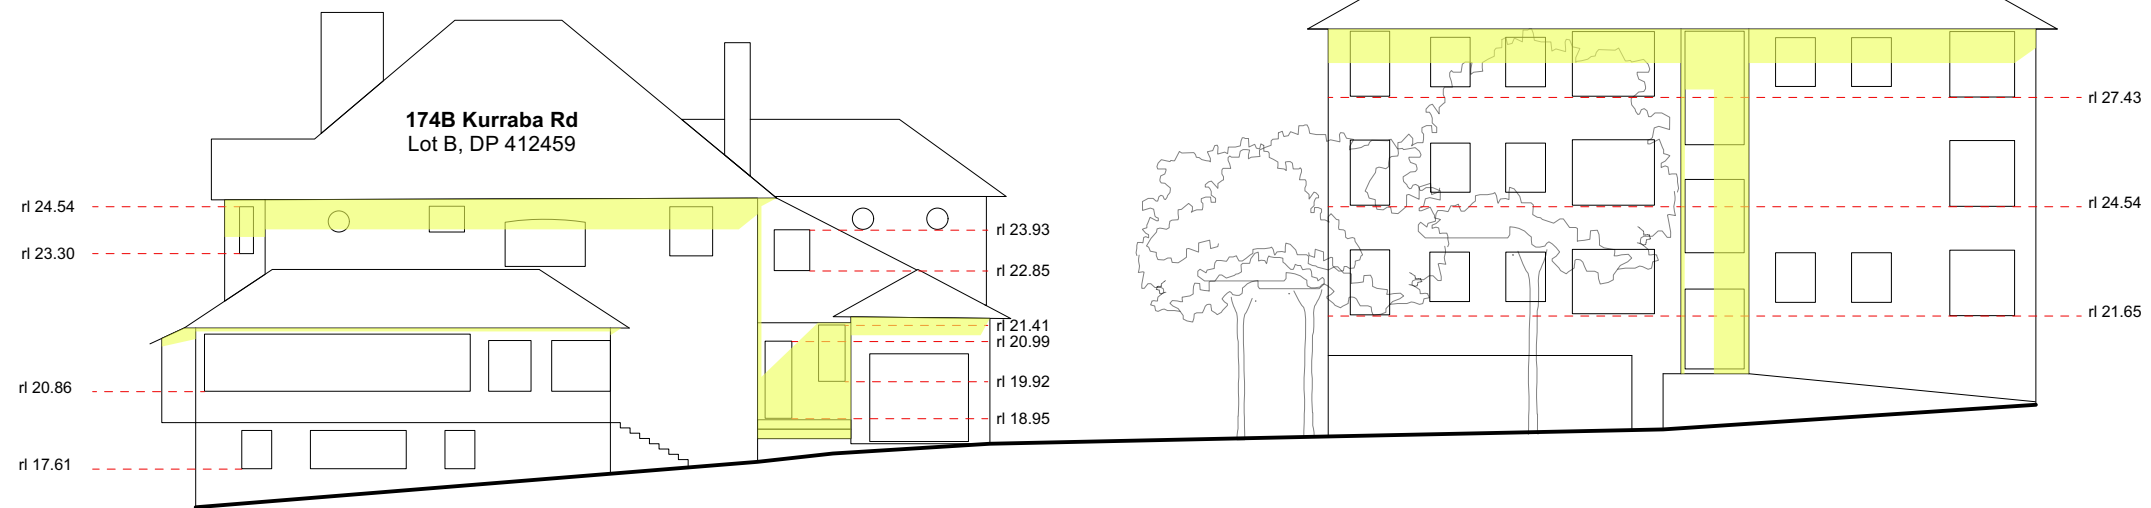 174B Kurraba Rd
Lot B, DP 412459
rl 24.54
rl 23.30
rl 20.86
rl 17.61
rl 23.93
rl 22.85
rl 21.41
rl 20.99
rl 19.92
rl 18.95
rl 27.43
rl 24.54
rl 21.65